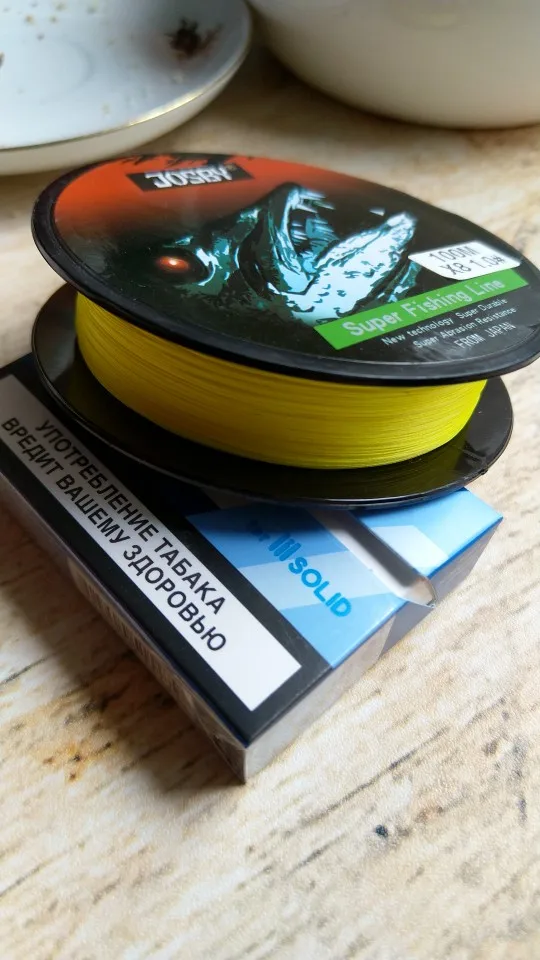 JOSBY
100M
X8 1.0#
Super Fishing Line
New technology Super Durable
Super Abrasion Resistance
FROM JAPAN
УПОТРЕБЛЕНИЕ ТАБАКА
ВРЕДИТ ВАШЕМУ ЗДОРОВЬЮ
SOLID